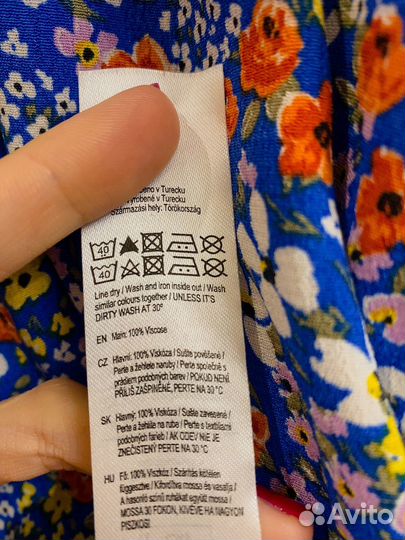 eno v Turecku
yrobené v Turecku
Származási hely: Törökország
40
40
Line dry / Wash and iron inside out / Wash
similar colours together / UNLESS IT'S
DIRTY WASH AT 30°
EN Main: 100% Viscose
CZ Hlavní: 100% Viskóza / Sušte pověšené /
Perte a žehlete naruby / Perte s prádlem
podobných barev / POKUD NENÍ
PŘÍLIŠ ZAŠPINĚNÉ, PERTE NA 30 °C
SK Hlavný: 100% Viskóza / Sušte zavesené /
Perte a žehlite na rube / Perte s textíliami
podobných farieb / AK ODEV NIE JE
ZNEČISTENÝ PERTE NA 30 °C
HU Fő: 100% Viszkóz / Szárítás kötélen
függesztve / Kifordítva mossa és vasalja /
A hasonló színű ruhákat együtt mossa /
MOSSA 30 FOKON, KIVÉVE HA NAGYON
PISZKOS!
Avito